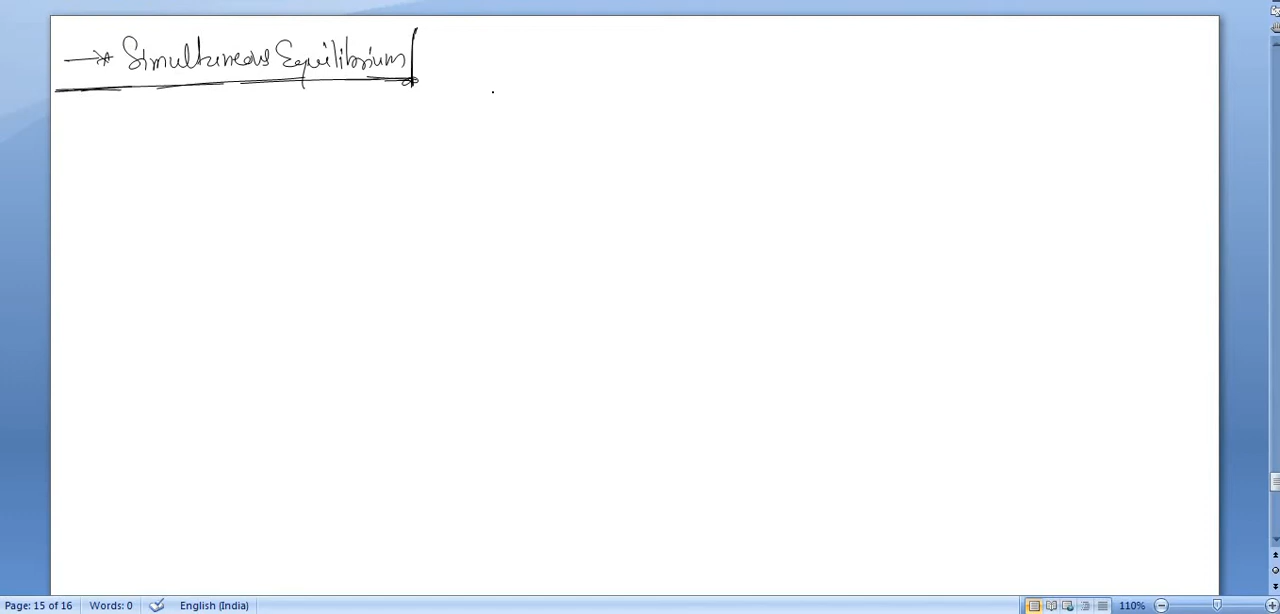 →* Simultaneous Equilibrium
Page: 15 of 16 Words: 0 English (India) 110%